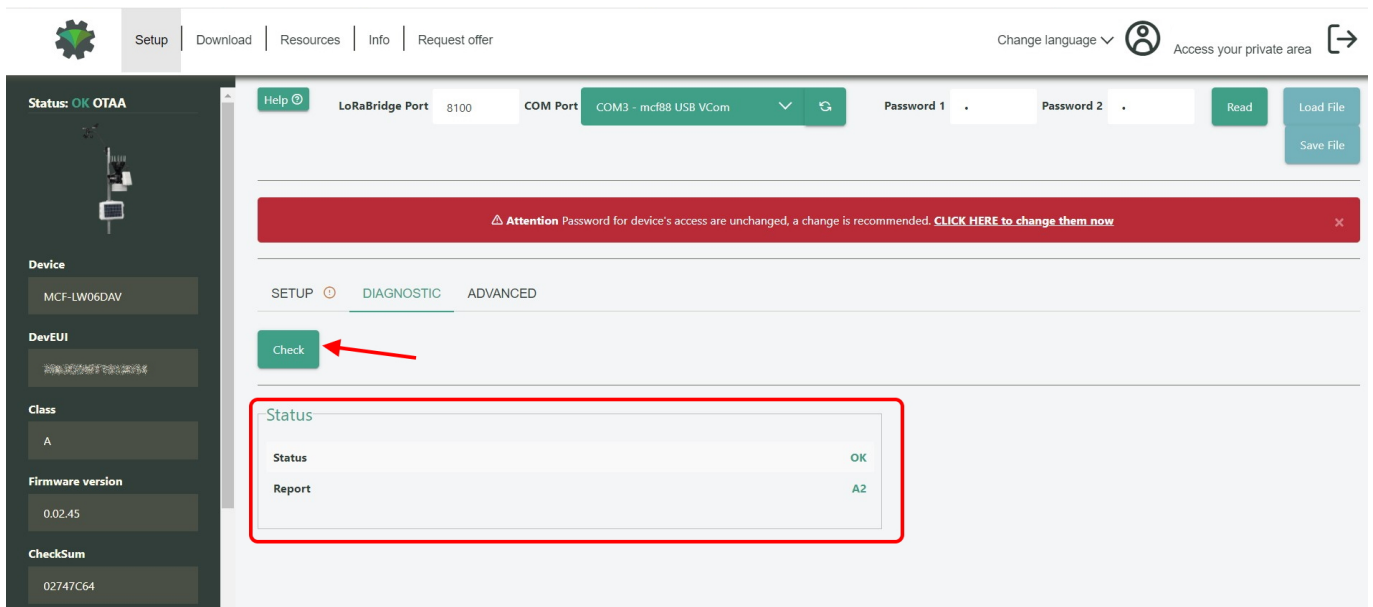 Setup Download Resources Info Request offer Change language Access your private area
Status: OK OTAA
Help LoRaBridge Port 8100 COM Port COM3 - mcf88 USB VCom Password 1 Password 2 Read Load File
Save File
Attention Password for device's access are unchanged, a change is recommended. CLICK HERE to change them now ×
Device
MCF-LW06DAV
SETUP DIAGNOSTIC ADVANCED
DevEUI
Check
Class
A
Status
Status OK
Report A2
Firmware version
0.02.45
CheckSum
02747C64